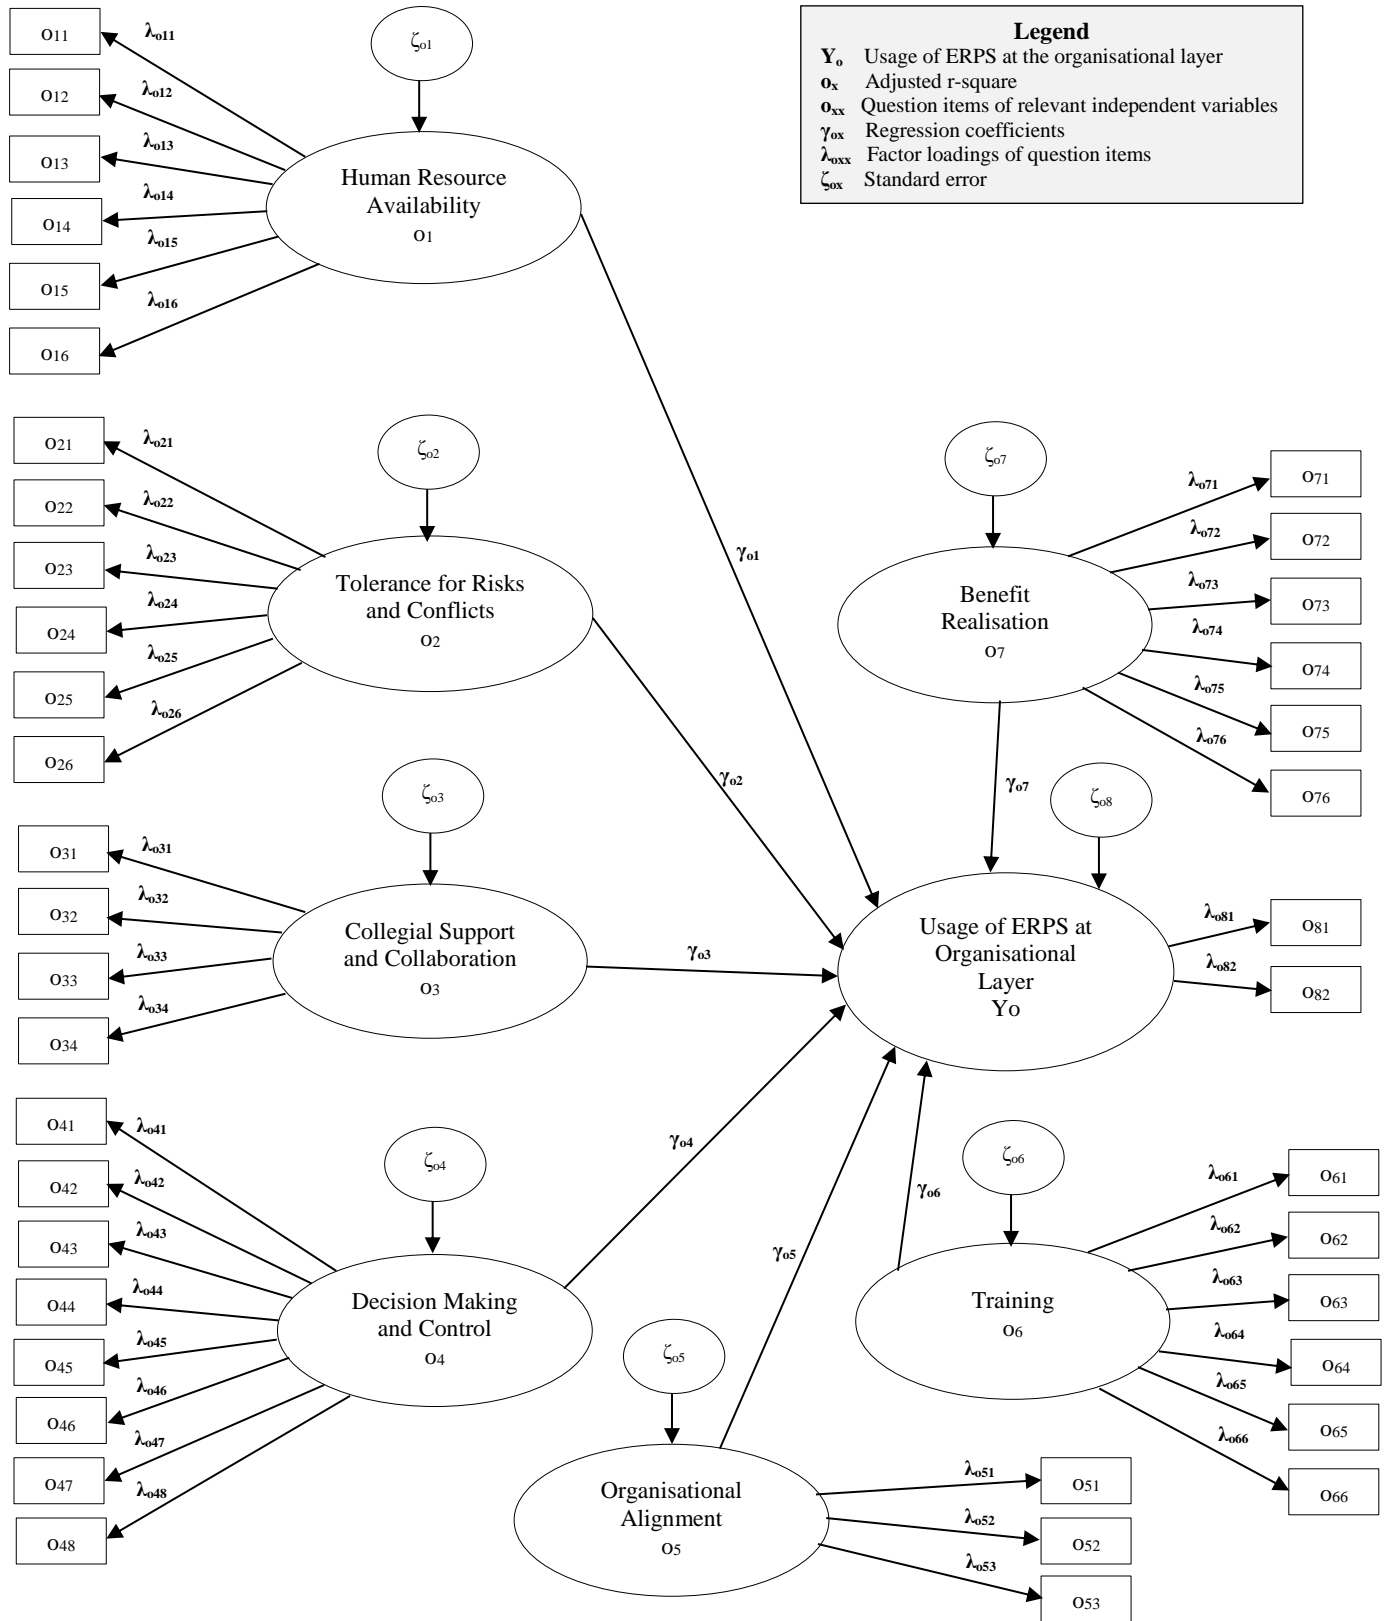 Legend
Yo Usage of ERPS at the organisational layer
ox Adjusted r-square
oxx Question items of relevant independent variables
γox Regression coefficients
λoxx Factor loadings of question items
ζox Standard error
ζo1
Human Resource
Availability
o1
o11
o12
o13
o14
o15
o16
λo11
λo12
λo13
λo14
λo15
λo16
γo1
ζo2
Tolerance for Risks
and Conflicts
o2
o21
o22
o23
o24
o25
o26
λo21
λo22
λo23
λo24
λo25
λo26
γo2
ζo3
Collegial Support
and Collaboration
o3
o31
o32
o33
o34
λo31
λo32
λo33
λo34
γo3
ζo4
Decision Making
and Control
o4
o41
o42
o43
o44
o45
o46
o47
o48
λo41
λo42
λo43
λo44
λo45
λo46
λo47
λo48
γo4
ζo5
Organisational
Alignment
o5
λo51
λo52
λo53
o51
o52
o53
γo5
ζo6
Training
o6
λo61
λo62
λo63
λo64
λo65
λo66
o61
o62
o63
o64
o65
o66
γo6
ζo7
Benefit
Realisation
o7
λo71
λo72
λo73
λo74
λo75
λo76
o71
o72
o73
o74
o75
o76
γo7
ζo8
Usage of ERPS at
Organisational
Layer
Yo
λo81
λo82
o81
o82